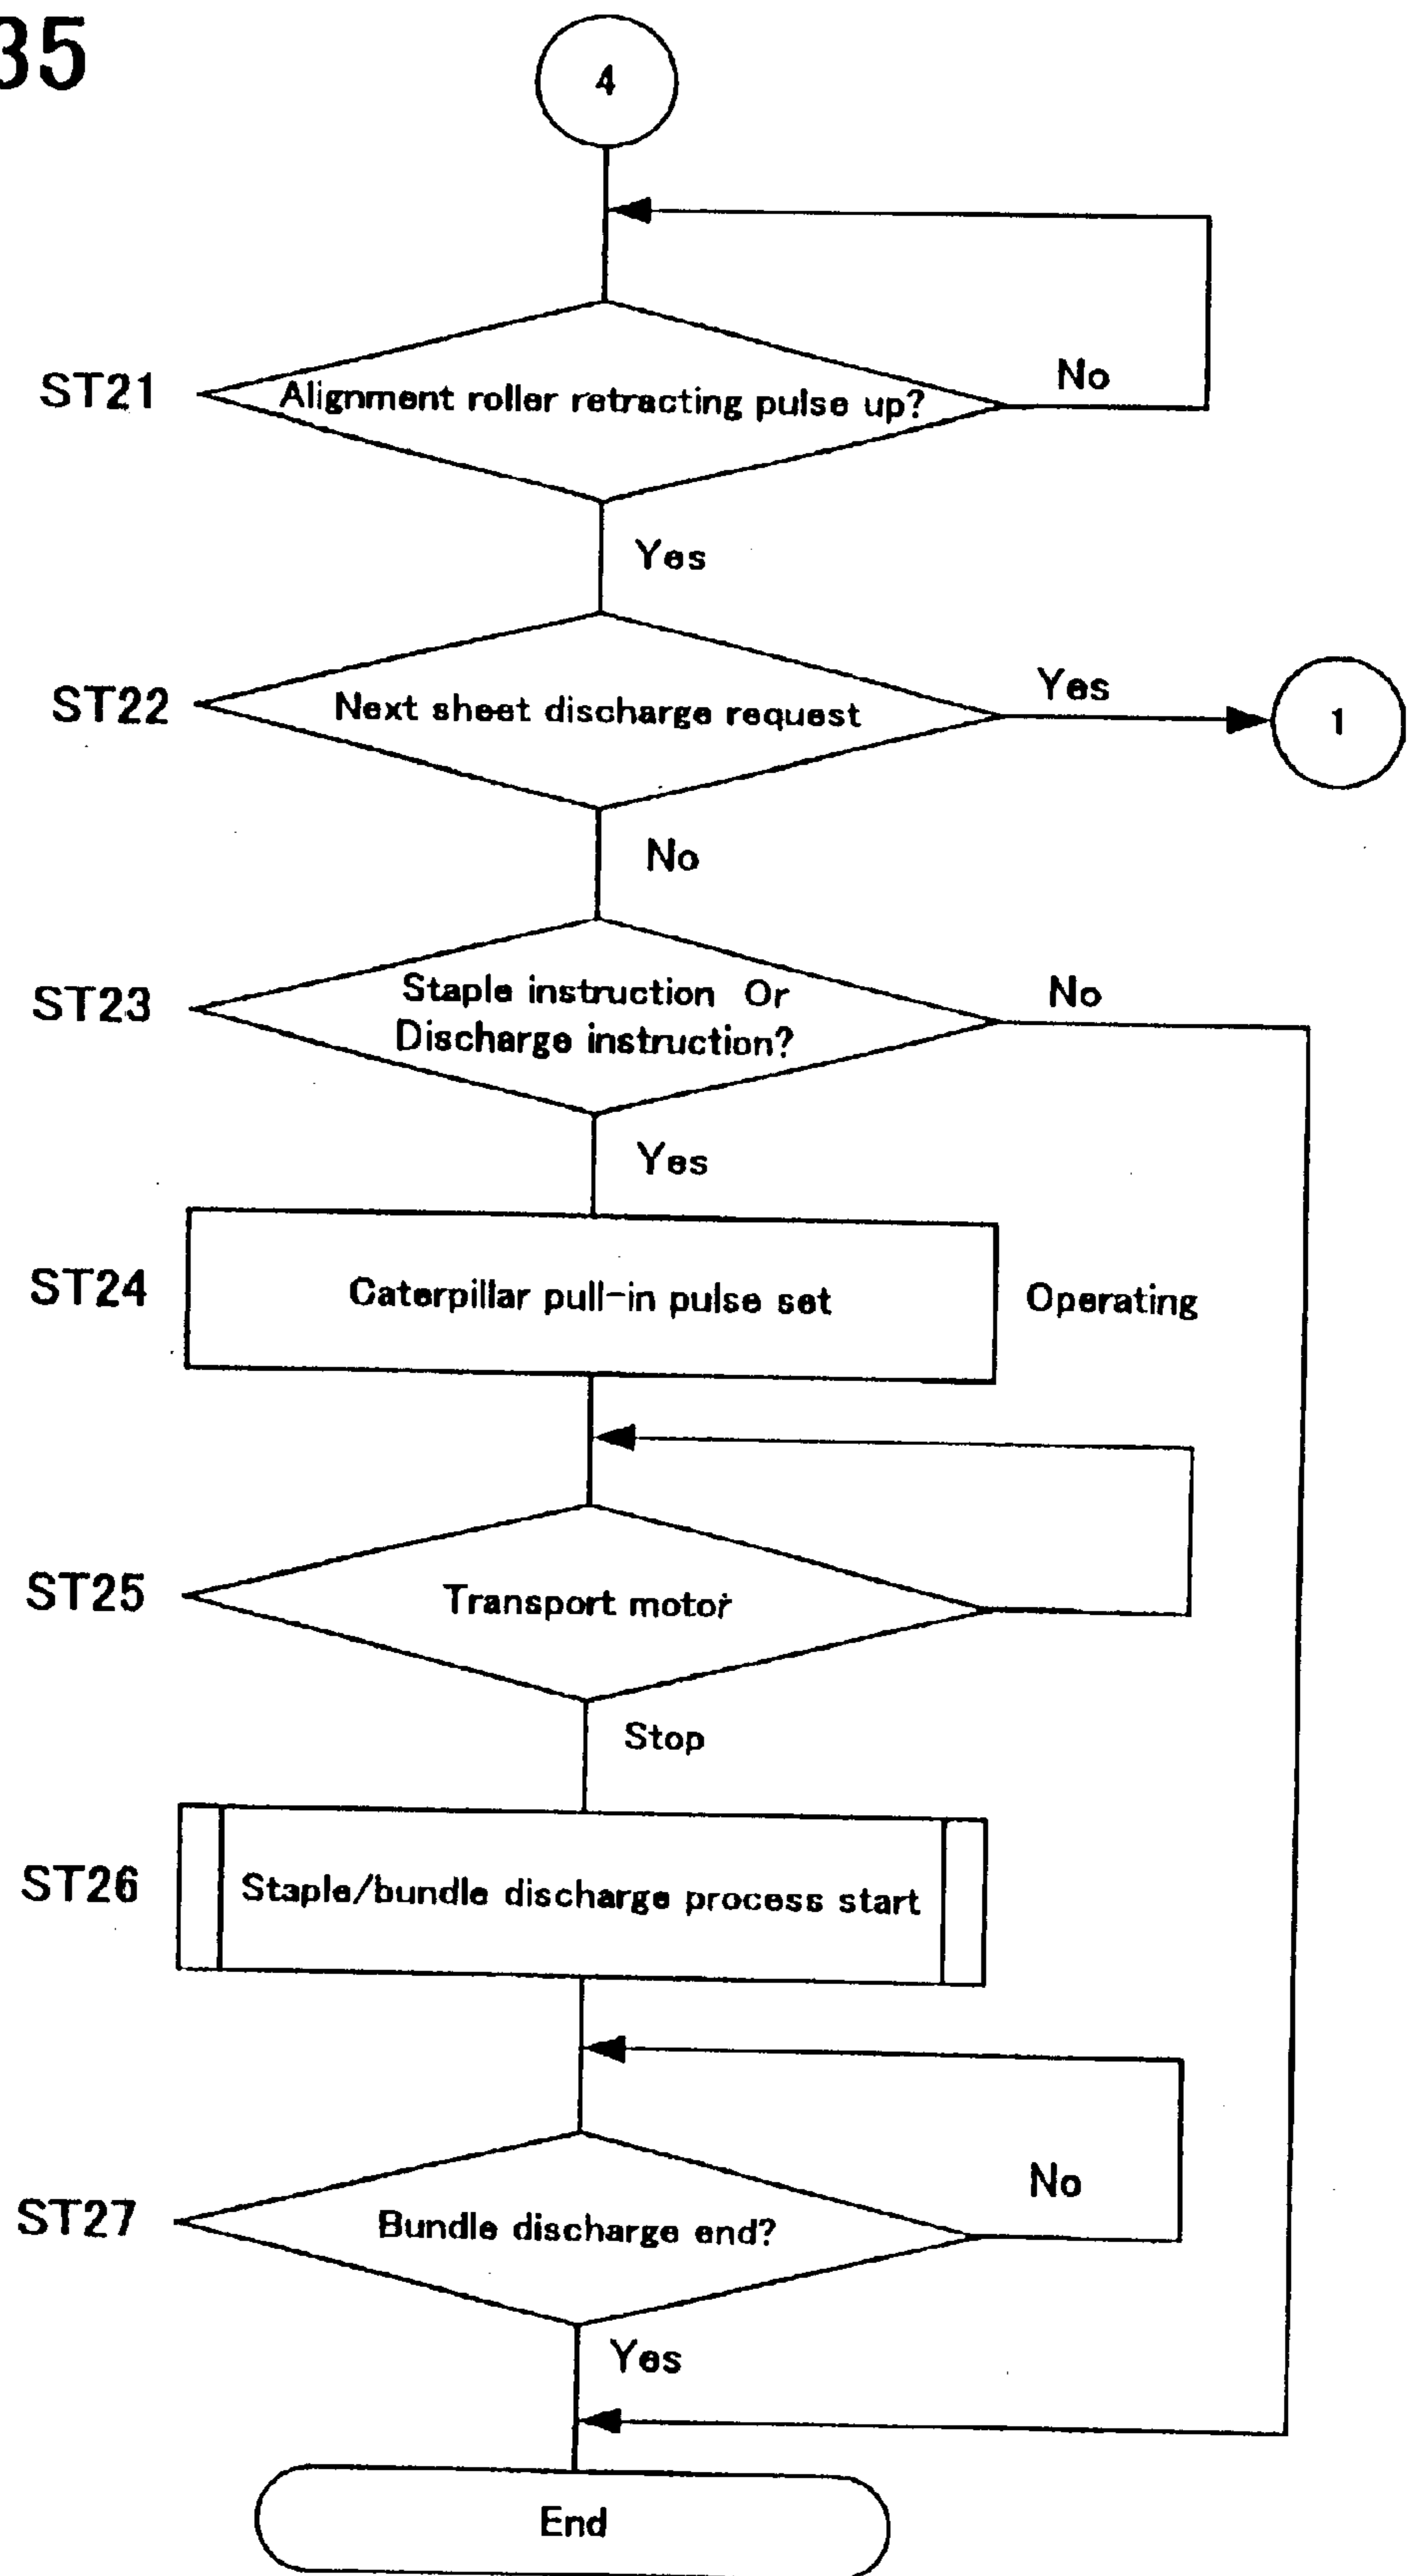 35
4
ST21
Alignment roller retracting pulse up?
No
Yes
ST22
Next sheet discharge request
Yes
1
No
ST23
Staple instruction Or
Discharge instruction?
No
Yes
ST24
Caterpillar pull-in pulse set
Operating
ST25
Transport motor
Stop
ST26
Staple/bundle discharge process start
ST27
Bundle discharge end?
No
Yes
End